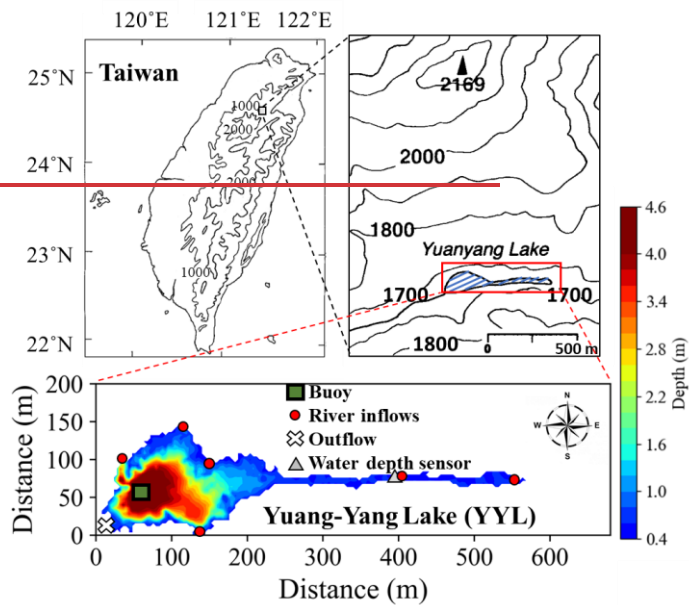 120°E 121°E 122°E
25°N
24°N
23°N
22°N
Taiwan
1000
2000
2000
1000
2169
2000
1800
Yuanyang Lake
1700
1700
1800
0 500 m
4.6
4.0
3.4
2.8
2.2
1.6
1.0
0.4
Depth (m)
200
150
100
50
0
Distance (m)
Buoy
River inflows
Outflow
Water depth sensor
N
W E
S
Yuang-Yang Lake (YYL)
0 100 200 300 400 500 600
Distance (m)